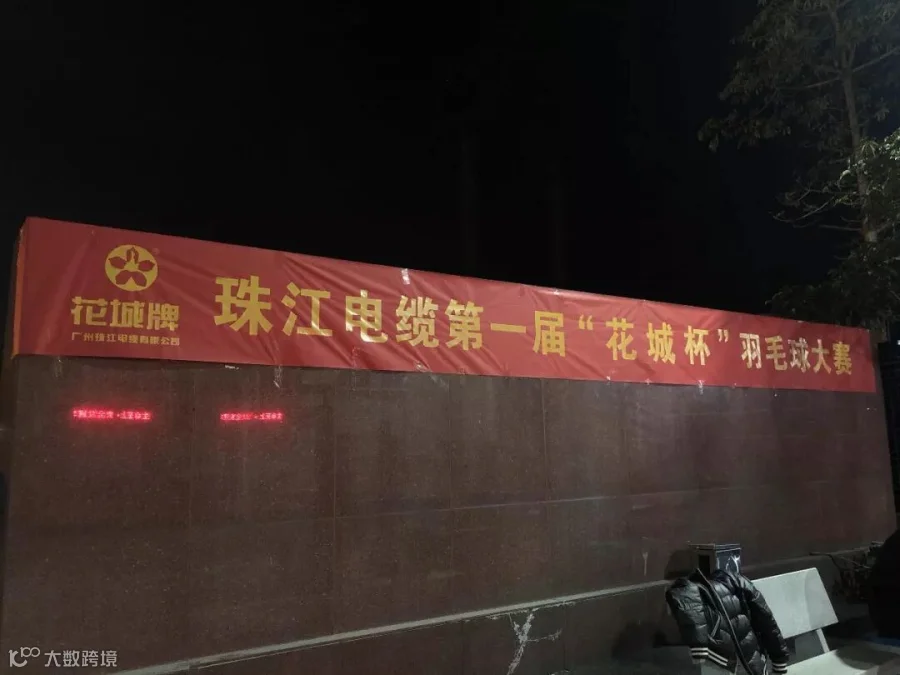 花城牌
广州珠江电缆有限公司
珠江电缆第一届“花城杯”羽毛球大赛
大数跨境